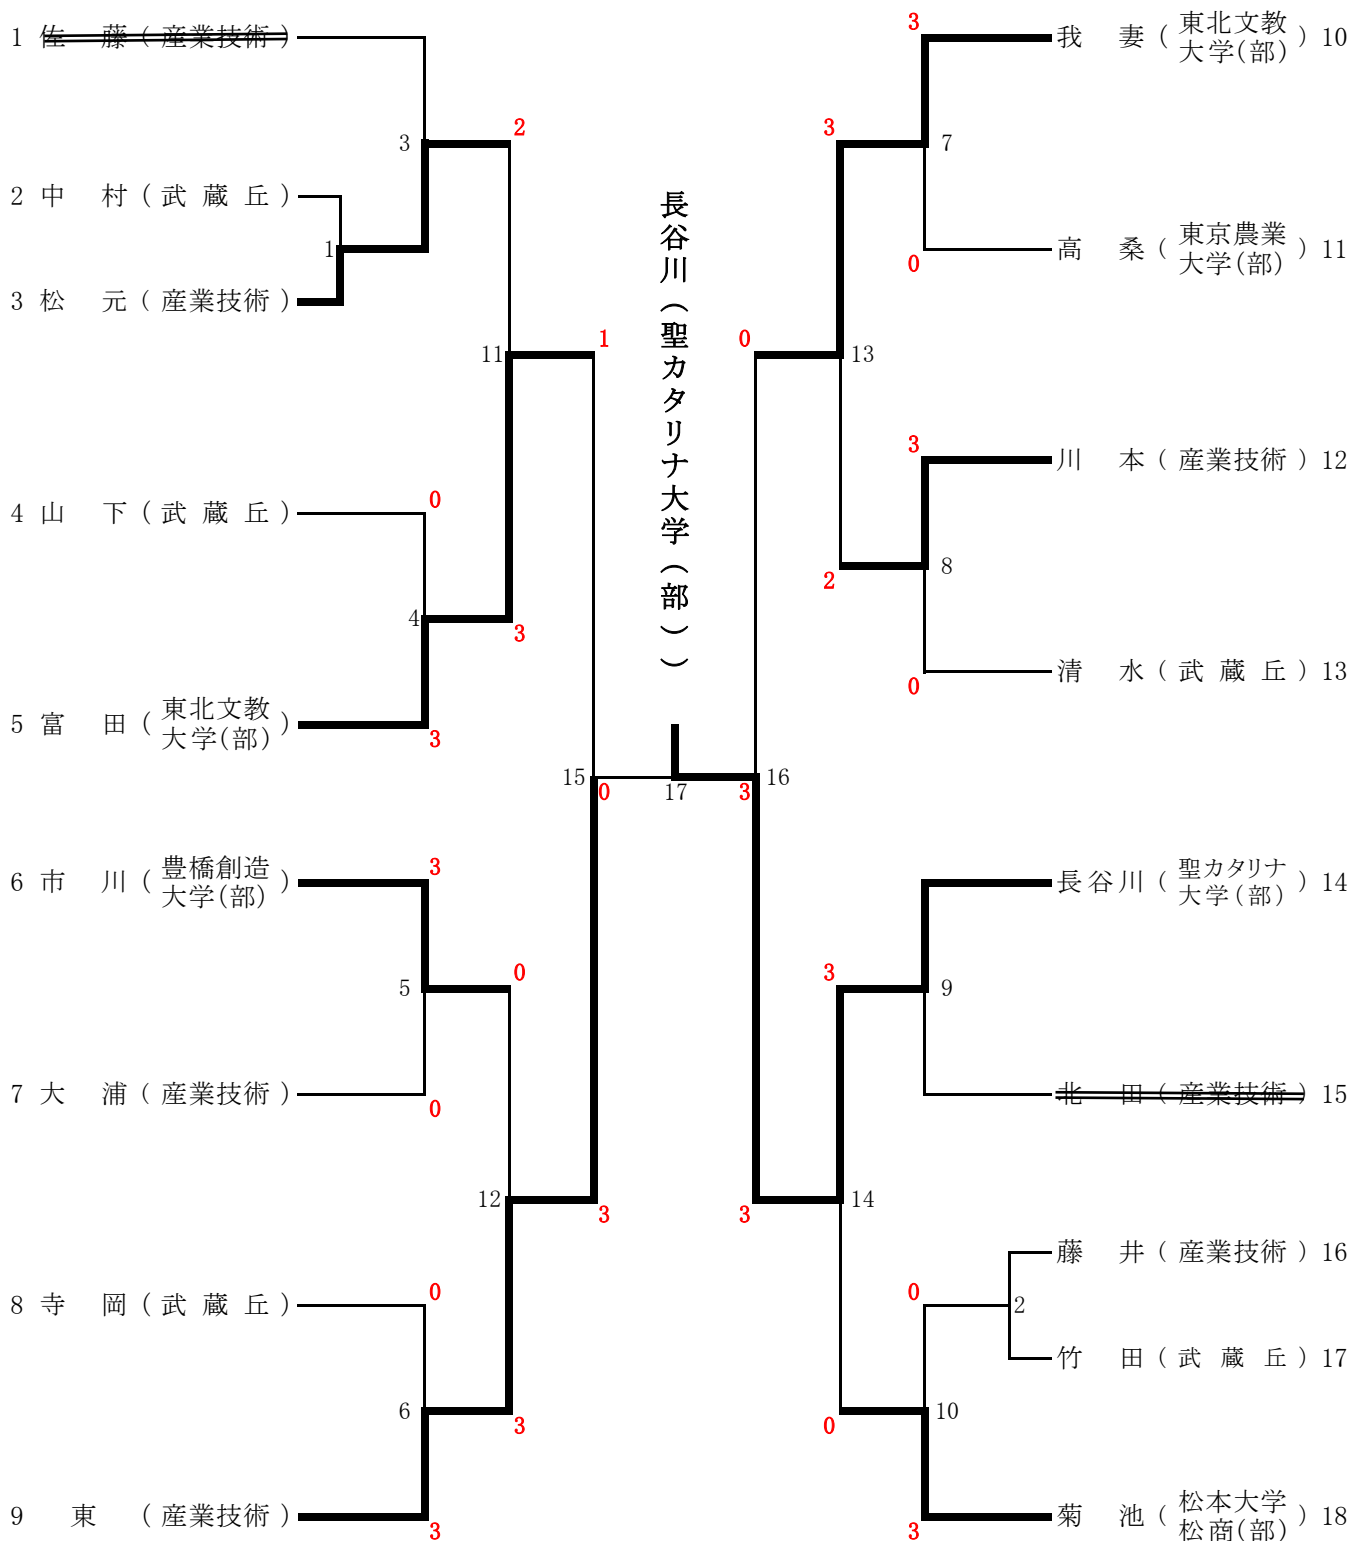 1 佐 藤 ( 産業技術 )
2 中 村 ( 武 蔵 丘 )
3 松 元 ( 産業技術 )
4 山 下 ( 武 蔵 丘 )
5 富 田 ( 東北文教
大学(部) )
6 市 川 ( 豊橋創造
大学(部) )
7 大 浦 ( 産業技術 )
8 寺 岡 ( 武 蔵 丘 )
9 東 ( 産業技術 )
3
1
2
11
1
0
4
3
3
15
0
3
5
0
0
12
3
0
6
3
3
長谷川(聖カタリナ大学(部))
17
3
3
7
0
0
13
3
8
2
0
3
16
3
9
3
14
0
2
10
0
3
我 妻 ( 東北文教
大学(部) ) 10
高 桑 ( 東京農業
大学(部) ) 11
川 本 ( 産業技術 ) 12
清 水 ( 武 蔵 丘 ) 13
長谷川 ( 聖カタリナ
大学(部) ) 14
北 田 ( 産業技術 ) 15
藤 井 ( 産業技術 ) 16
竹 田 ( 武 蔵 丘 ) 17
菊 池 ( 松本大学
松商(部) ) 18